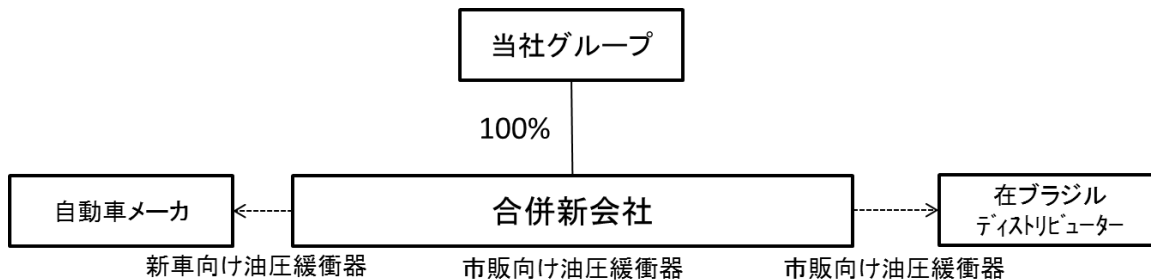 当社グループ
100%
自動車メーカ
合併新会社
在ブラジル
ディストリビューター
新車向け油圧緩衝器
市販向け油圧緩衝器
市販向け油圧緩衝器